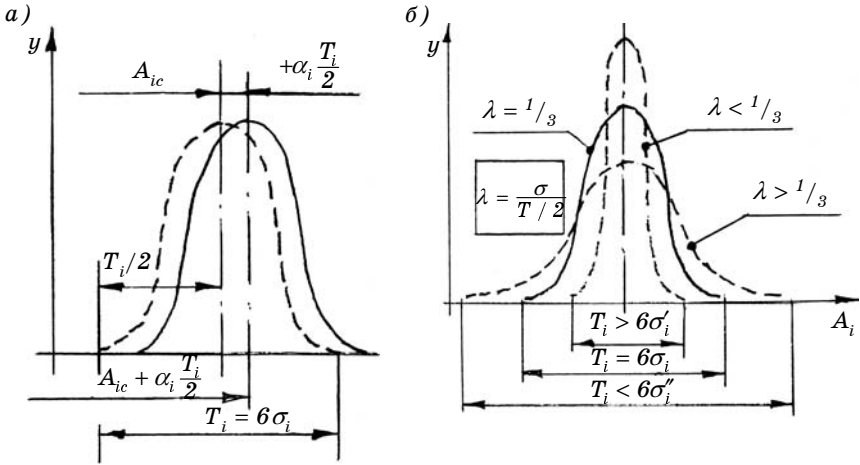 а)
y
A_ic
+α_i T_i/2
T_i/2
A_ic + α_i T_i/2
T_i = 6σ_i
б)
y
λ = 1/3
λ < 1/3
λ = σ/(T / 2)
λ > 1/3
A_i
T_i > 6σ′_i
T_i = 6σ_i
T_i < 6σ″_i